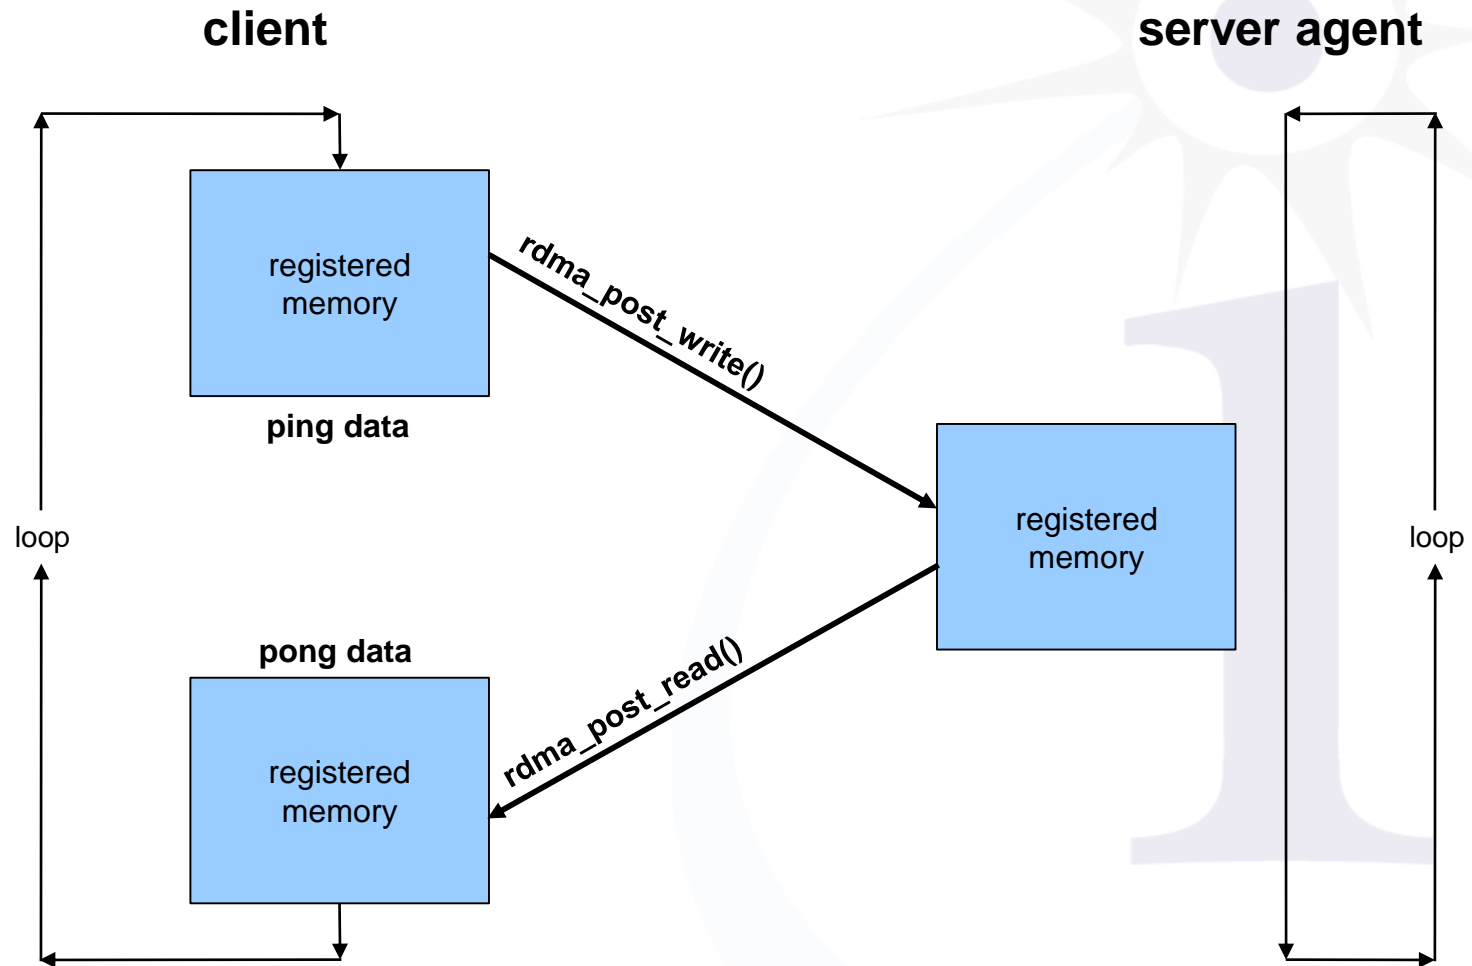 client
server agent
registered
memory
rdma_post_write()
ping data
registered
memory
loop
loop
pong data
rdma_post_read()
registered
memory